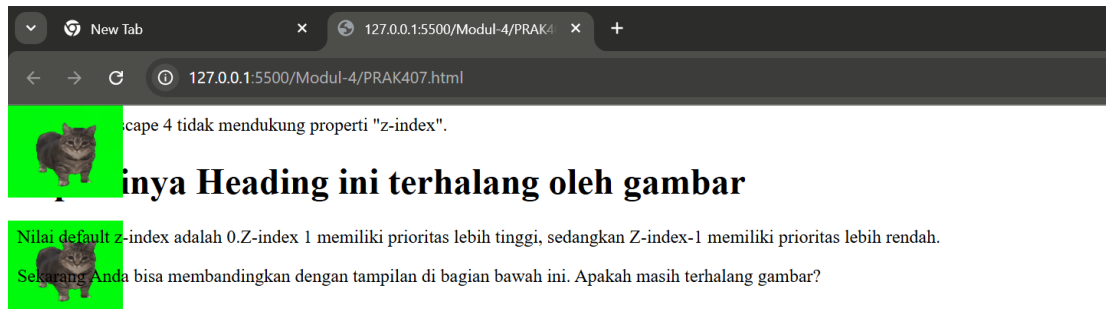 New Tab
127.0.0.1:5500/Modul-4/PRAK4
127.0.0.1:5500/Modul-4/PRAK407.html
scape 4 tidak mendukung properti "z-index".
inya Heading ini terhalang oleh gambar
Nilai default z-index adalah 0.Z-index 1 memiliki prioritas lebih tinggi, sedangkan Z-index-1 memiliki prioritas lebih rendah.
Sekarang Anda bisa membandingkan dengan tampilan di bagian bawah ini. Apakah masih terhalang gambar?